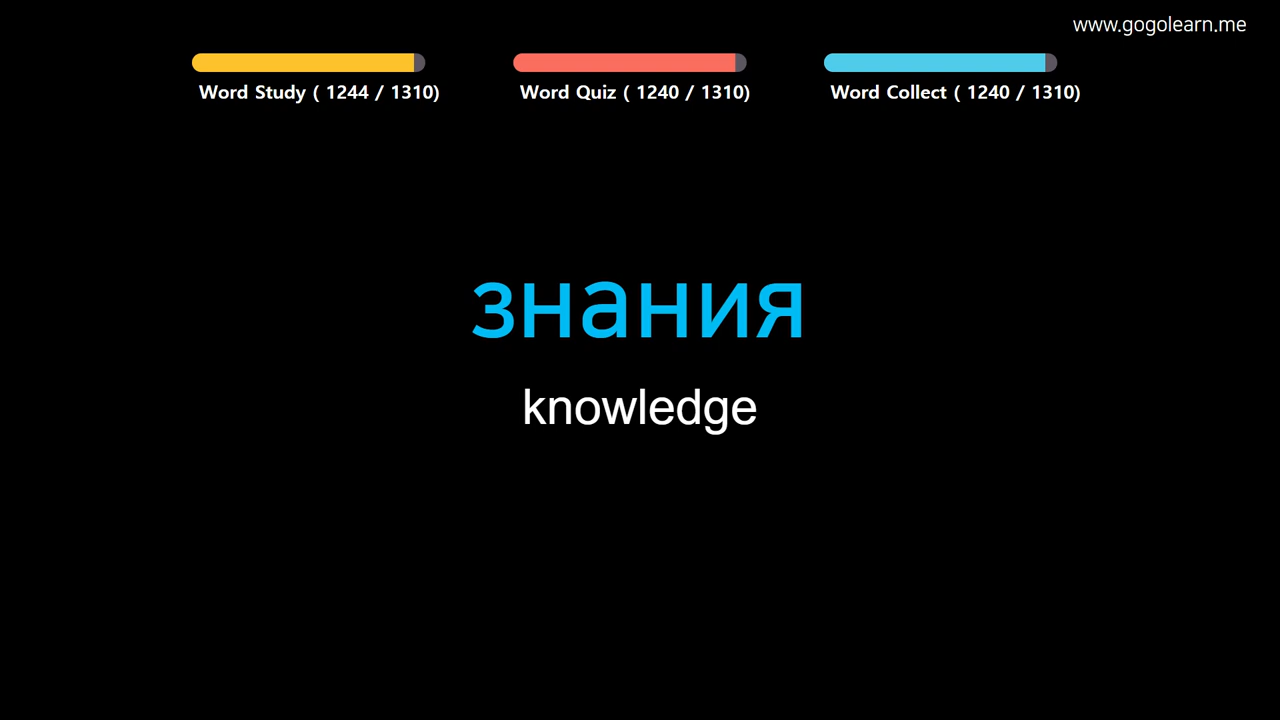 www.gogolearn.me
Word Study ( 1244 / 1310)
Word Quiz ( 1240 / 1310)
Word Collect ( 1240 / 1310)
знания
knowledge